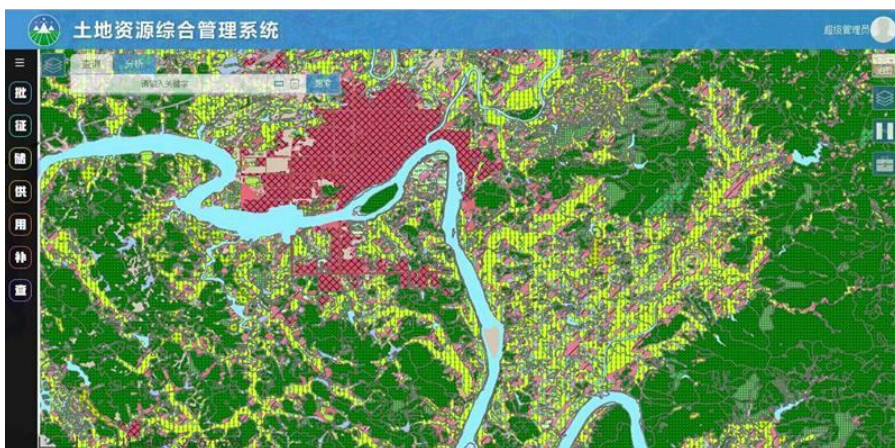 土地资源综合管理系统
超级管理员
查询 分析
请输入关键字 搜索
批
征
储
供
用
补
查